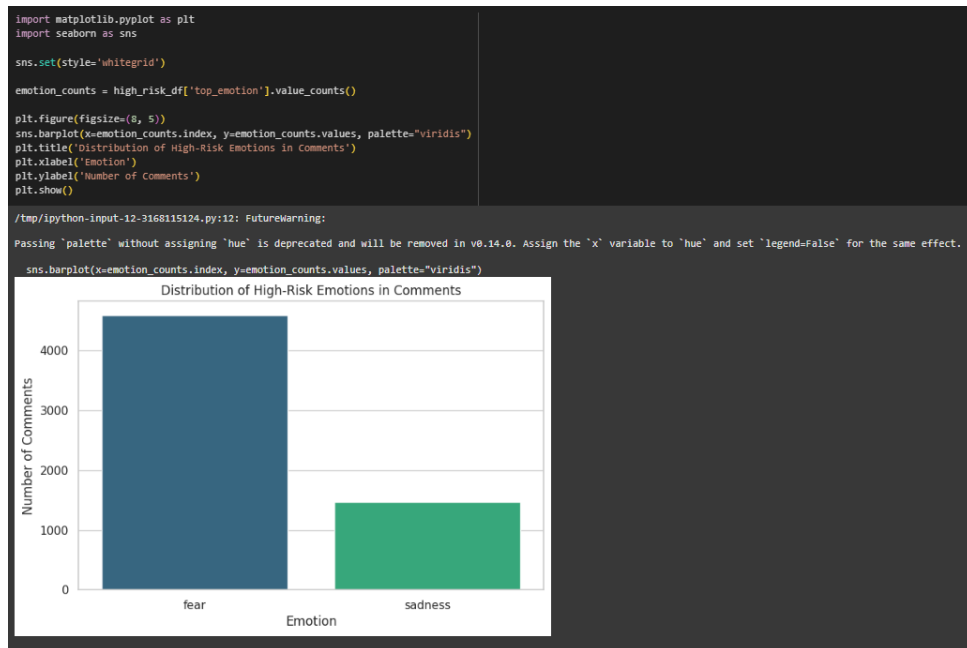 import matplotlib.pyplot as plt
import seaborn as sns
sns.set(style='whitegrid')
emotion_counts = high_risk_df['top_emotion'].value_counts()
plt.figure(figsize=(8, 5))
sns.barplot(x=emotion_counts.index, y=emotion_counts.values, palette="viridis")
plt.title('Distribution of High-Risk Emotions in Comments')
plt.xlabel('Emotion')
plt.ylabel('Number of Comments')
plt.show()
/tmp/ipython-input-12-3168115124.py:12: FutureWarning:
Passing `palette` without assigning `hue` is deprecated and will be removed in v0.14.0. Assign the `x` variable to `hue` and set `legend=False` for the same effect.
sns.barplot(x=emotion_counts.index, y=emotion_counts.values, palette="viridis")
Distribution of High-Risk Emotions in Comments
Number of Comments
4000
3000
2000
1000
0
fear sadness
Emotion